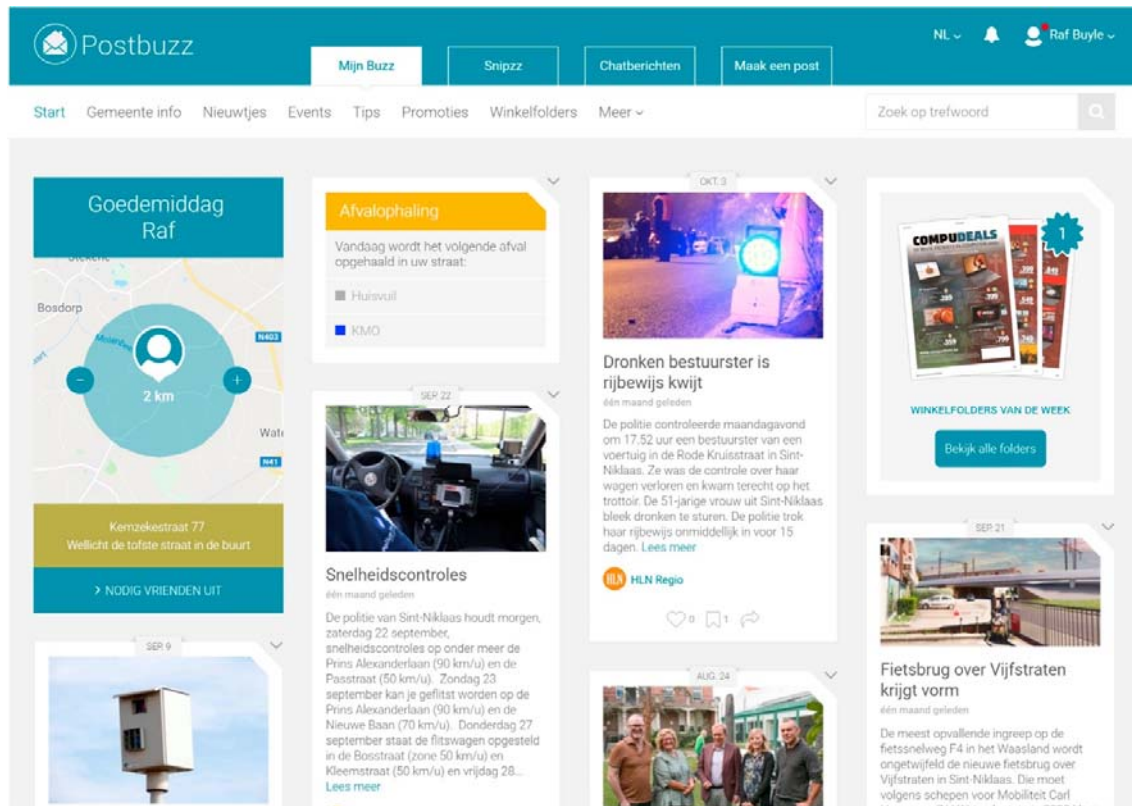 Postbuzz
NL
Raf Buyle
Mijn Buzz
Snipzz
Chatberichten
Maak een post
Start
Gemeente info
Nieuwtjes
Events
Tips
Promoties
Winkelfolders
Meer
Zoek op trefwoord
Goedemiddag
Raf
Stekene
Bosdorp
N403
2 km
N41
Kemzekestraat 77
Wellicht de tofste straat in de buurt
> NODIG VRIENDEN UIT
SEP. 9
Afvalophaling
Vandaag wordt het volgende afval
opgehaald in uw straat:
Huisvuil
KMO
SEP. 22
Snelheidscontroles
één maand geleden
De politie van Sint-Niklaas houdt morgen,
zaterdag 22 september,
snelheidscontroles op onder meer de
Prins Alexanderlaan (90 km/u) en de
Passtraat (50 km/u). Zondag 23
september kan je geflitst worden op de
Prins Alexanderlaan (90 km/u) en de
Nieuwe Baan (70 km/u). Donderdag 27
september staat de flitswagen opgesteld
in de Bosstraat (zone 50 km/u) en
Kleemstraat (50 km/u) en vrijdag 28...
Lees meer
OKT. 3
Dronken bestuurster is
rijbewijs kwijt
één maand geleden
De politie controleerde maandagavond
om 17.52 uur een bestuurster van een
voertuig in de Rode Kruisstraat in Sint-
Niklaas. Ze was de controle over haar
wagen verloren en kwam terecht op het
trottoir. De 51-jarige vrouw uit Sint-Niklaas
bleek dronken te sturen. De politie trok
haar rijbewijs onmiddellijk in voor 15
dagen. Lees meer
HLN HLN Regio
0 1
AUG. 24
COMPUDEALS
1
WINKELFOLDERS VAN DE WEEK
Bekijk alle folders
SEP. 21
Fietsbrug over Vijfstraten
krijgt vorm
één maand geleden
De meest opvallende ingreep op de
fietssnelweg F4 in het Waasland wordt
ongetwijfeld de nieuwe fietsbrug over
Vijfstraten in Sint-Niklaas. Die moet
volgens schepen voor Mobiliteit Carl